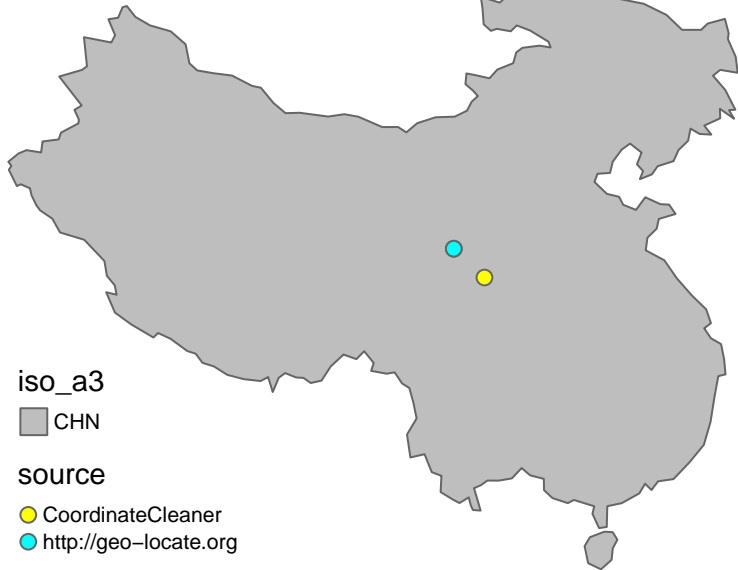 iso_a3
CHN
source
CoordinateCleaner
http://geo−locate.org